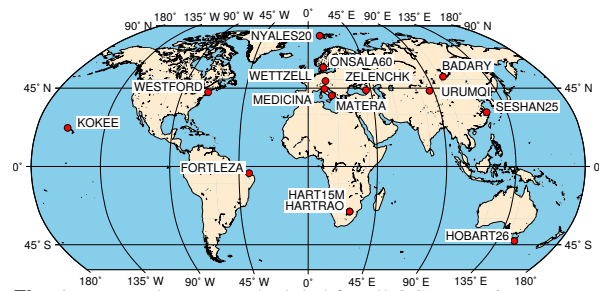 180° 135° W 90° W 45° W 0° 45° E 90° E 135° E 180°
90° N 90° N
NYALES20
ONSALA60
BADARY
WETTZELL ZELENCHK
45° N WESTFORD URUMQI 45° N
MEDICINA MATERA
SESHAN25
KOKEE
0° FORTLEZA 0°
HART15M
HARTRAO
HOBART26
45° S 45° S
180° 135° W 90° W 45° W 0° 45° E 90° E 135° E 180°